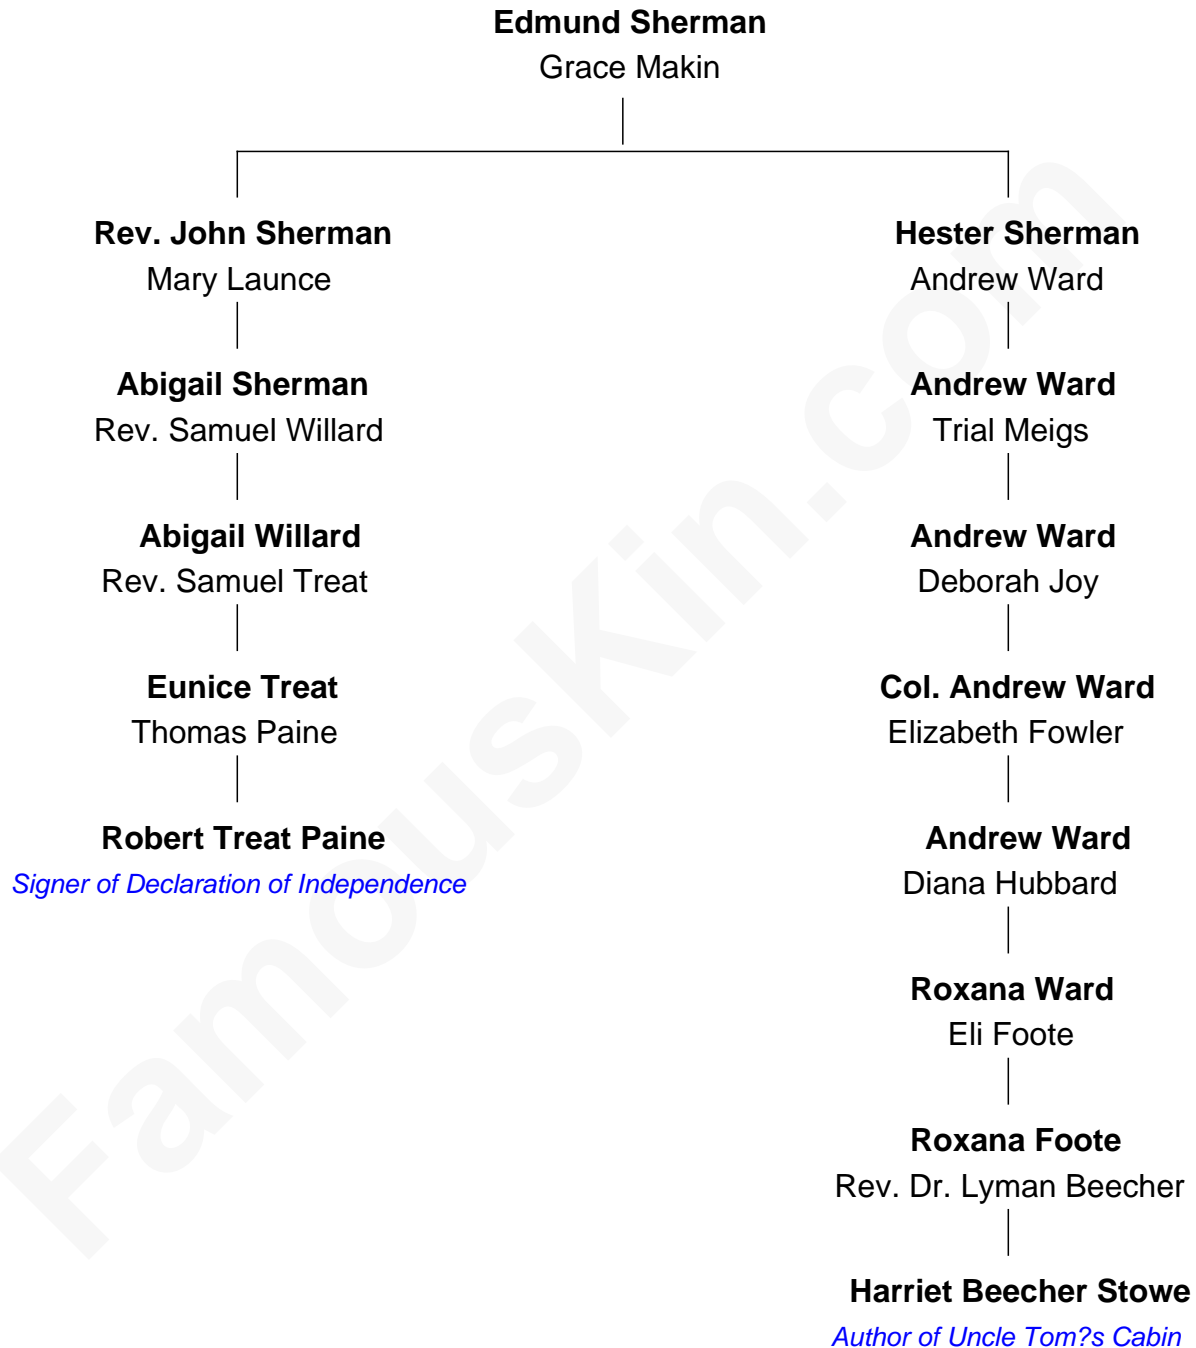 Edmund Sherman
Grace Makin
Rev. John Sherman
Mary Launce
Abigail Sherman
Rev. Samuel Willard
Abigail Willard
Rev. Samuel Treat
Eunice Treat
Thomas Paine
Robert Treat Paine
Signer of Declaration of Independence
Hester Sherman
Andrew Ward
Andrew Ward
Trial Meigs
Andrew Ward
Deborah Joy
Col. Andrew Ward
Elizabeth Fowler
Andrew Ward
Diana Hubbard
Roxana Ward
Eli Foote
Roxana Foote
Rev. Dr. Lyman Beecher
Harriet Beecher Stowe
Author of Uncle Tom?s Cabin
FamousKin.com